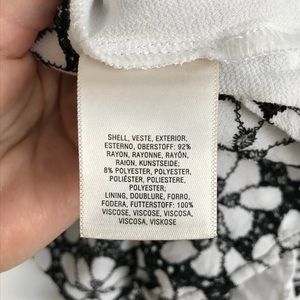 SHELL, VESTE, EXTERIOR,
ESTERNO, OBERSTOFF: 92%
RAYON, RAYONNE, RAYÓN,
RAION, KUNSTSEIDE;
8% POLYESTER, POLYESTER,
POLIÉSTER, POLIESTERE,
POLYESTER;
LINING, DOUBLURE, FORRO,
FODERA, FUTTERSTOFF: 100%
VISCOSE, VISCOSE, VISCOSA,
VISCOSA, VISKOSE